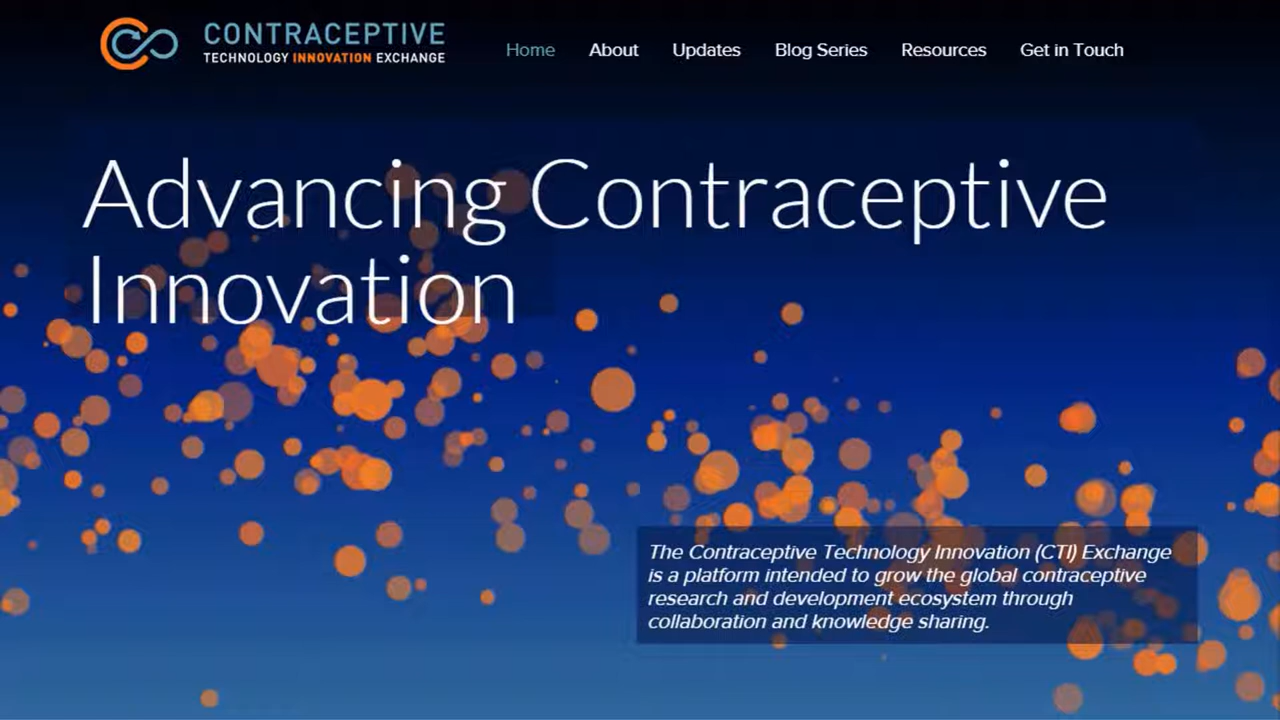 CONTRACEPTIVE
TECHNOLOGY INNOVATION EXCHANGE
Home About Updates Blog Series Resources Get in Touch
Advancing Contraceptive
Innovation
The Contraceptive Technology Innovation (CTI) Exchange
is a platform intended to grow the global contraceptive
research and development ecosystem through
collaboration and knowledge sharing.